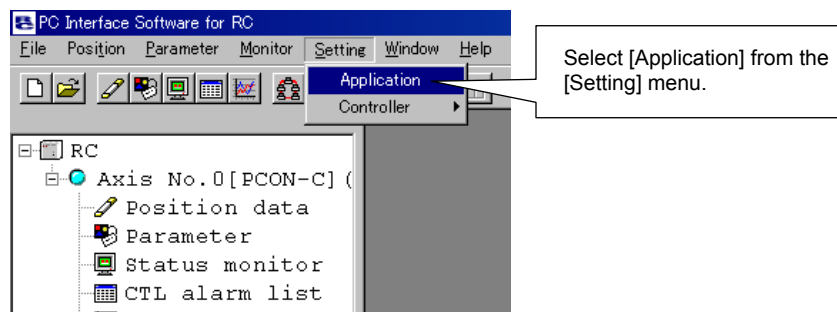 PC Interface Software for RC
File Position Parameter Monitor Setting Window Help
Application
Controller
Select [Application] from the
[Setting] menu.
RC
Axis No.0[PCON-C](
Position data
Parameter
Status monitor
CTL alarm list